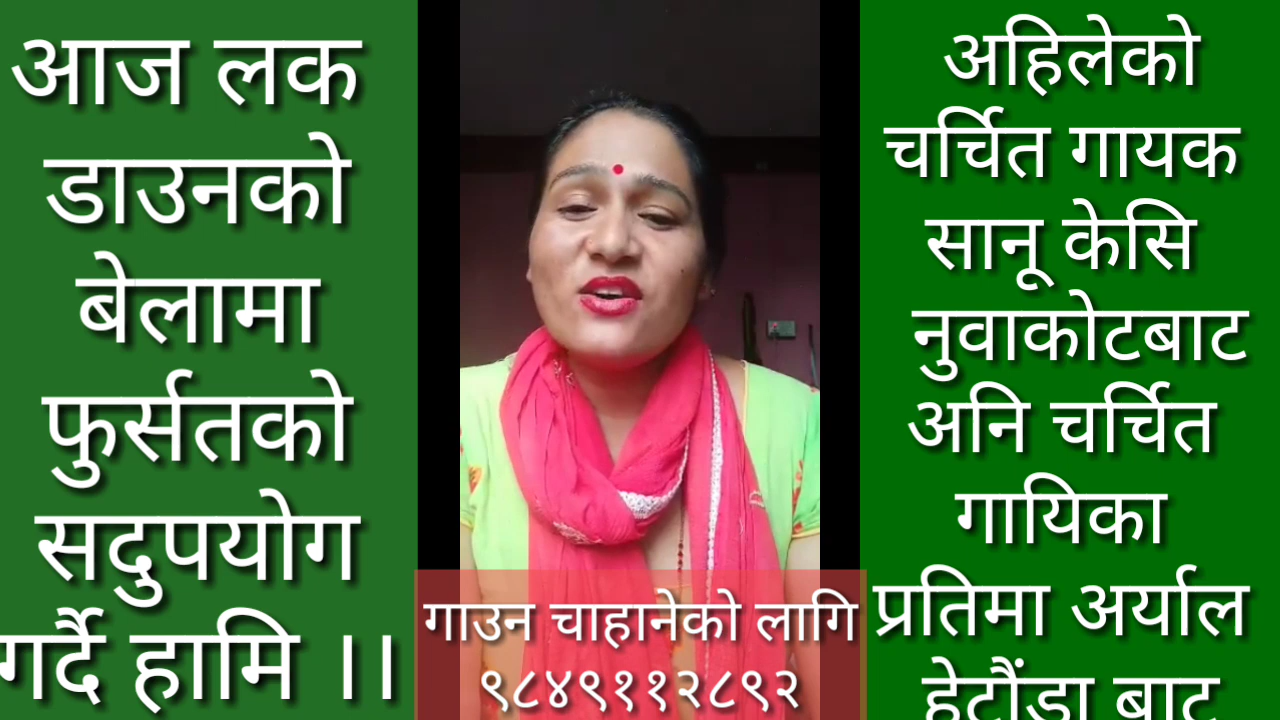 आज लक
डाउनको
बेलामा
फुर्सतको
सदुपयोग
गर्दै हामि ।।
गाउन चाहानेको लागि
९८४९११२८९२
अहिलेको
चर्चित गायक
सानू केसि
नुवाकोटबाट
अनि चर्चित
गायिका
प्रतिमा अर्याल
हेटौंडा बाट